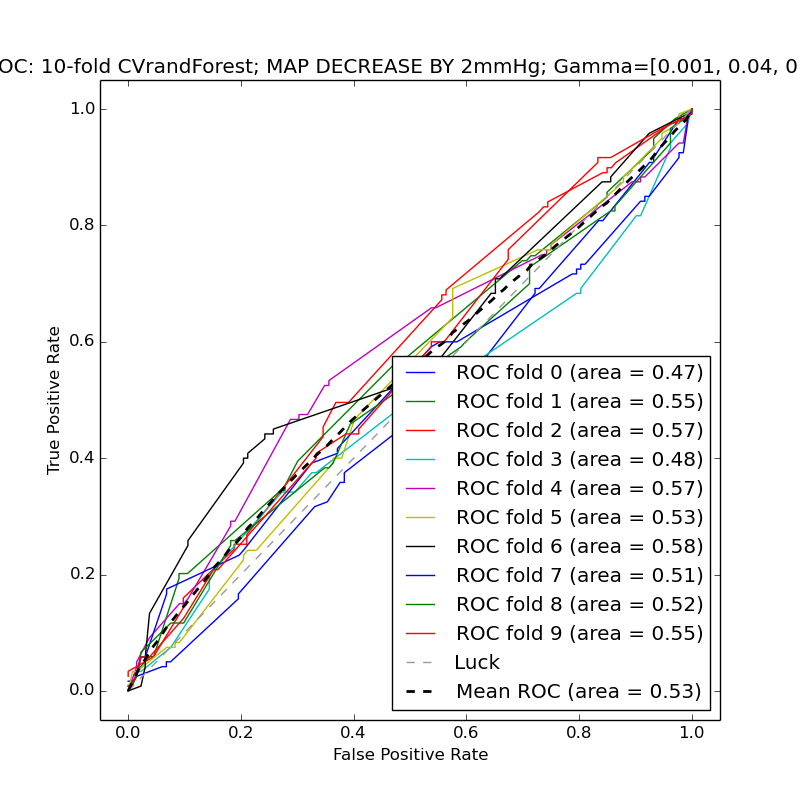 OC: 10-fold CVrandForest; MAP DECREASE BY 2mmHg; Gamma=[0.001, 0.04, 0
1.0
0.8
0.6
0.4
0.2
0.0
True Positive Rate
ROC fold 0 (area = 0.47)
ROC fold 1 (area = 0.55)
ROC fold 2 (area = 0.57)
ROC fold 3 (area = 0.48)
ROC fold 4 (area = 0.57)
ROC fold 5 (area = 0.53)
ROC fold 6 (area = 0.58)
ROC fold 7 (area = 0.51)
ROC fold 8 (area = 0.52)
ROC fold 9 (area = 0.55)
Luck
Mean ROC (area = 0.53)
0.0 0.2 0.4 0.6 0.8 1.0
False Positive Rate